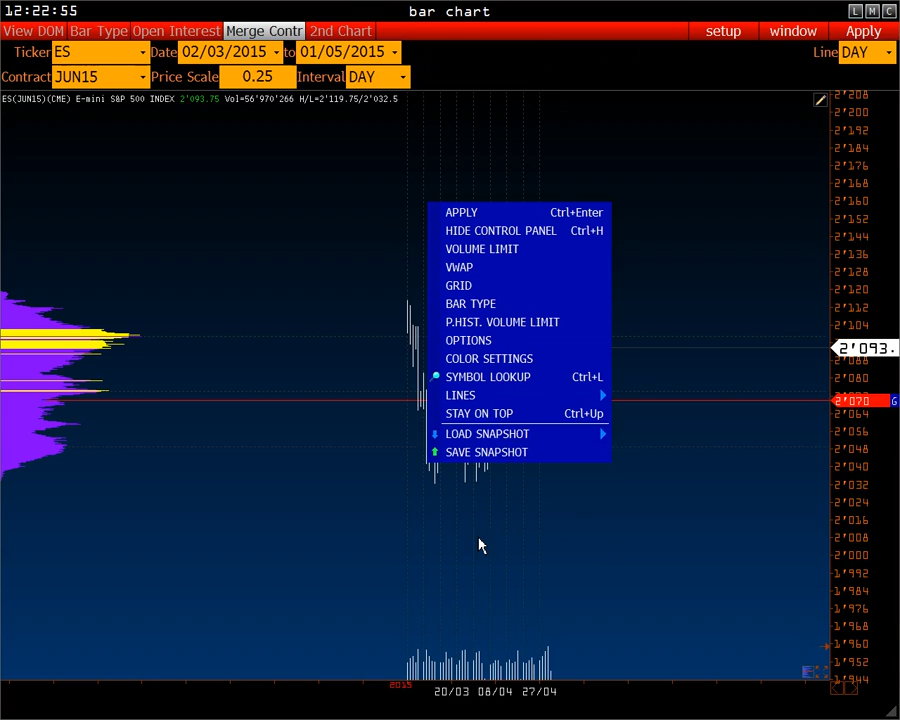 12:22:55 bar chart L M C
View DOM Bar Type Open Interest Merge Contr 2nd Chart setup window Apply
Ticker ES Date 02/03/2015 to 01/05/2015 Line DAY
Contract JUN15 Price Scale 0.25 Interval DAY
ES(JUN15)(CME) E-mini S&P 500 INDEX 2'093.75 Vol=56'970'266 H/L=2'119.75/2'032.5
2'208
2'200
2'192
2'184
2'176
2'168
2'160
2'152
2'144
2'136
2'128
2'120
2'112
2'104
2'093.
2'080
2'070 G
2'064
2'056
2'048
2'040
2'032
2'024
2'016
2'008
2'000
1'992
1'984
1'976
1'968
1'960
1'952
1'944
APPLY Ctrl+Enter
HIDE CONTROL PANEL Ctrl+H
VOLUME LIMIT
VWAP
GRID
BAR TYPE
P.HIST. VOLUME LIMIT
OPTIONS
COLOR SETTINGS
SYMBOL LOOKUP Ctrl+L
LINES
STAY ON TOP Ctrl+Up
LOAD SNAPSHOT
SAVE SNAPSHOT
2015
20/03 08/04 27/04